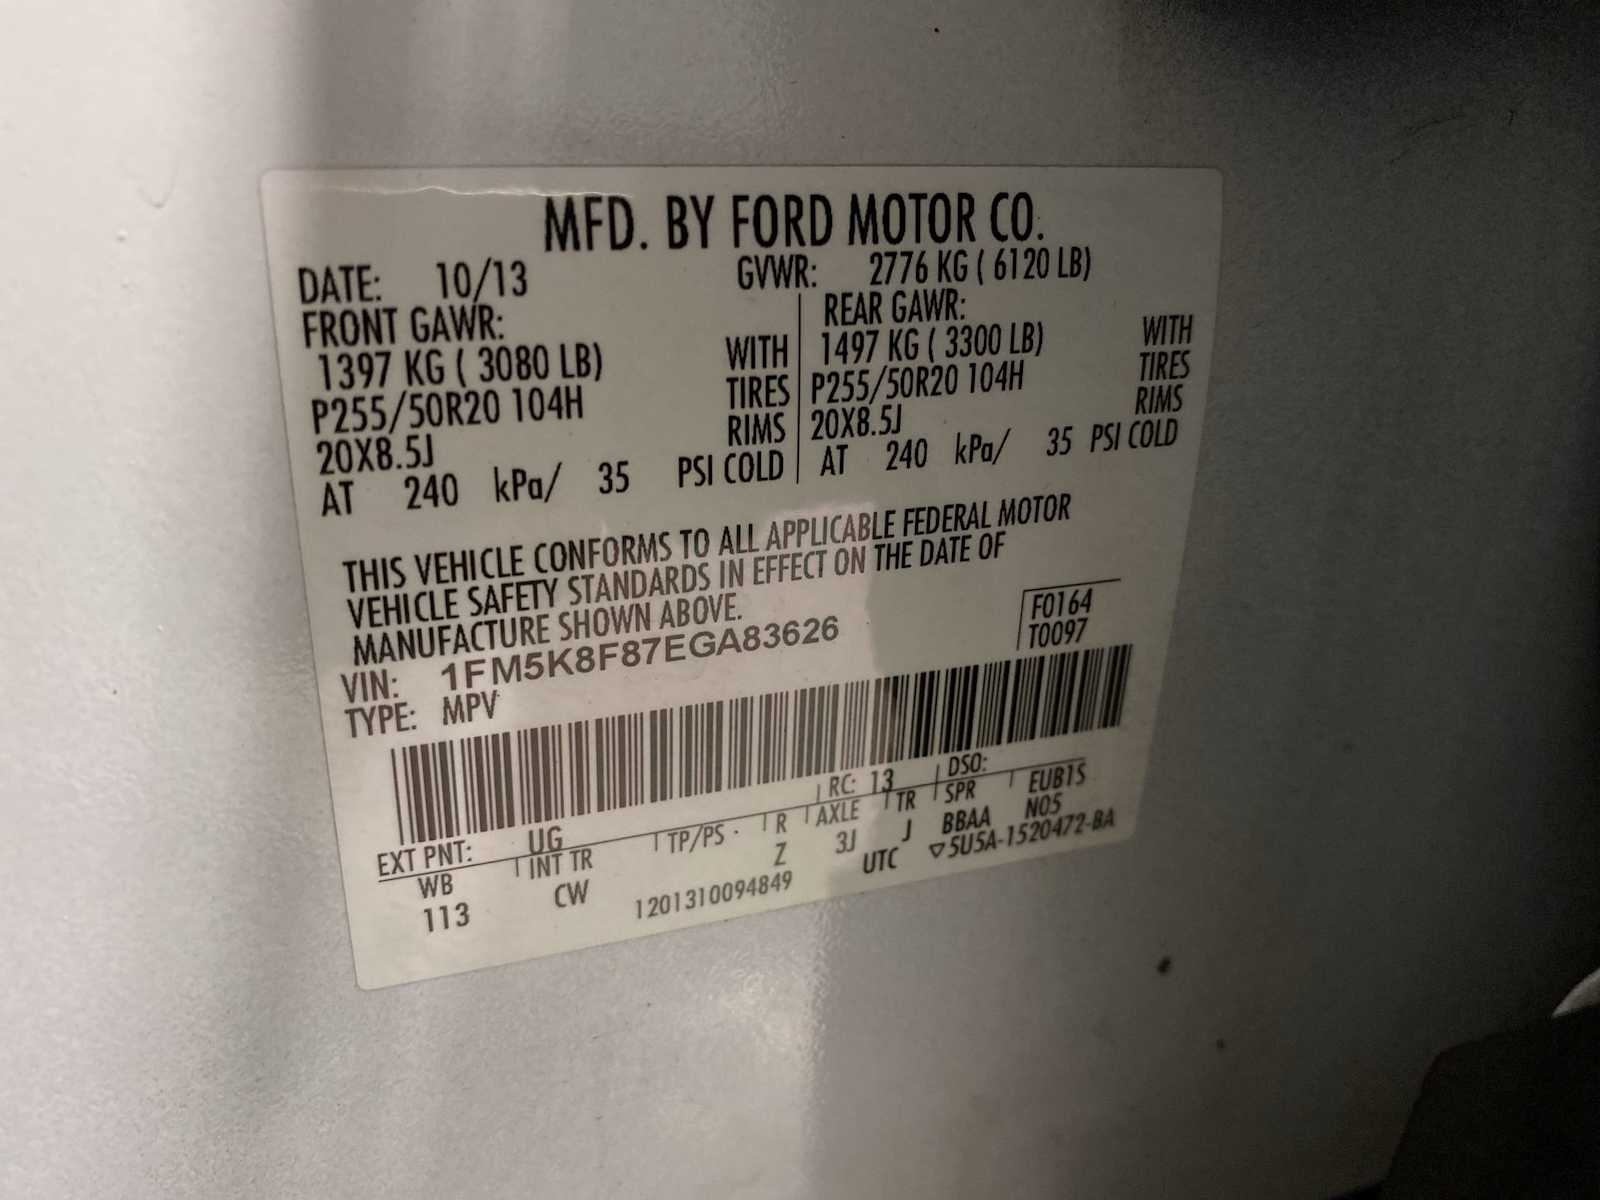 MFD. BY FORD MOTOR CO.
DATE: 10/13 GVWR: 2776 KG ( 6120 LB)
FRONT GAWR: REAR GAWR:
1397 KG ( 3080 LB) WITH 1497 KG ( 3300 LB) WITH
P255/50R20 104H TIRES P255/50R20 104H TIRES
20X8.5J RIMS 20X8.5J RIMS
AT 240 kPa/ 35 PSI COLD AT 240 kPa/ 35 PSI COLD
THIS VEHICLE CONFORMS TO ALL APPLICABLE FEDERAL MOTOR
VEHICLE SAFETY STANDARDS IN EFFECT ON THE DATE OF
MANUFACTURE SHOWN ABOVE.
F0164
T0097
VIN: 1FM5K8F87EGA83626
TYPE: MPV
EXT PNT: UG RC: 13 DSO:
WB INT TR TP/PS R AXLE TR SPR EUB1S
113 CW Z 3J J BBAA N05
1201310094849 UTC ▽5U5A-1520472-BA